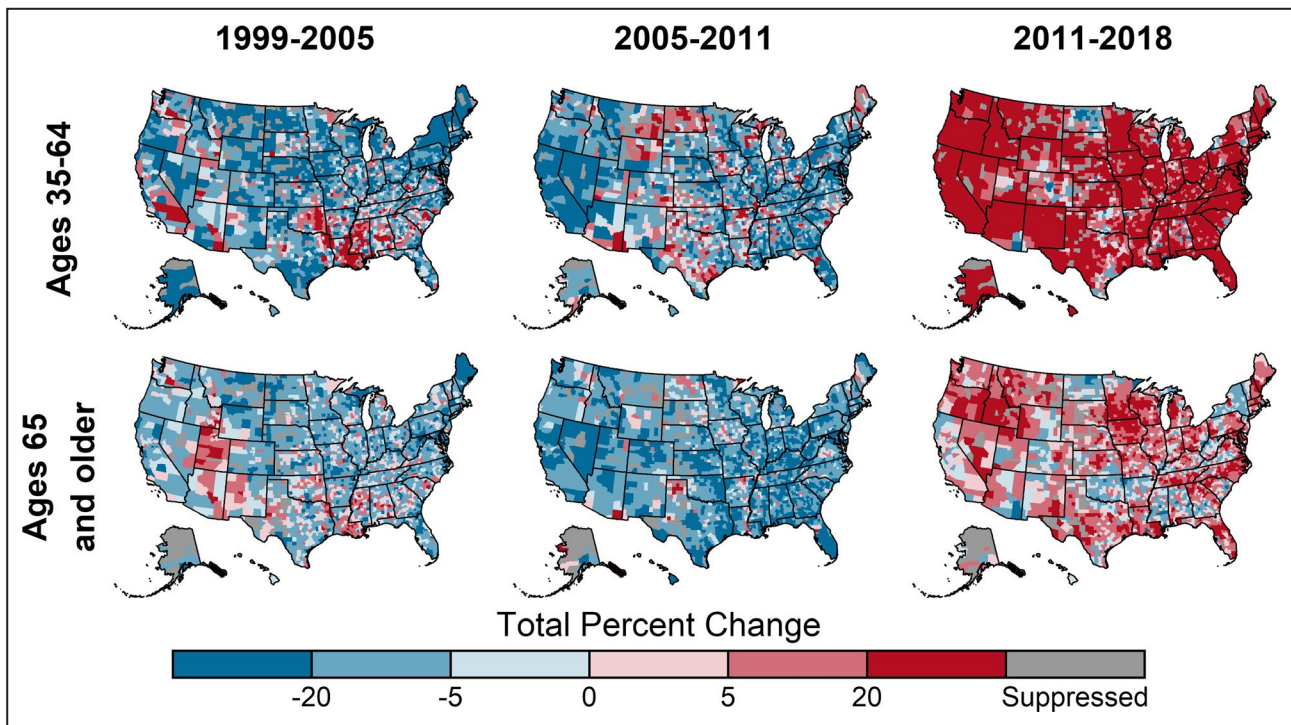 1999-2005
2005-2011
2011-2018
Ages 35-64
Ages 65
and older
Total Percent Change
-20
-5
0
5
20
Suppressed